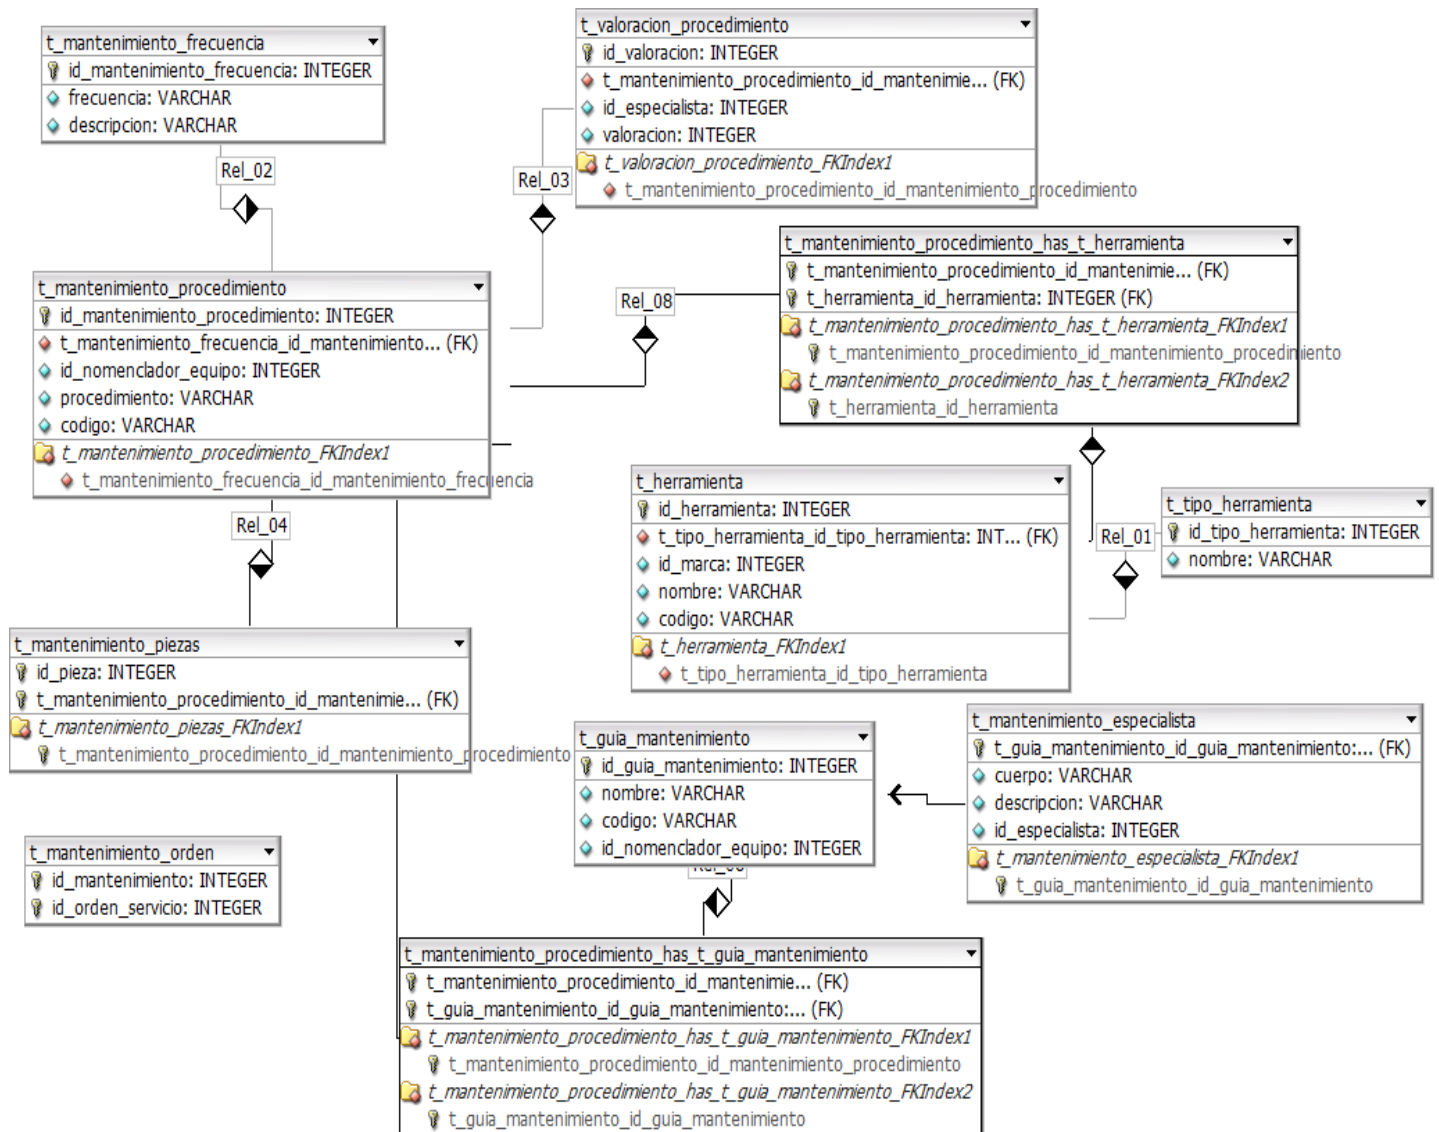 t_mantenimiento_frecuencia
id_mantenimiento_frecuencia: INTEGER
frecuencia: VARCHAR
descripcion: VARCHAR
Rel_02
t_valoracion_procedimiento
id_valoracion: INTEGER
t_mantenimiento_procedimiento_id_mantenimie... (FK)
id_especialista: INTEGER
valoracion: INTEGER
t_valoracion_procedimiento_FKIndex1
t_mantenimiento_procedimiento_id_mantenimiento_procedimiento
Rel_03
t_mantenimiento_procedimiento_has_t_herramienta
t_mantenimiento_procedimiento_id_mantenimie... (FK)
t_herramienta_id_herramienta: INTEGER (FK)
t_mantenimiento_procedimiento_has_t_herramienta_FKIndex1
t_mantenimiento_procedimiento_id_mantenimiento_procedimiento
t_mantenimiento_procedimiento_has_t_herramienta_FKIndex2
t_herramienta_id_herramienta
Rel_08
t_mantenimiento_procedimiento
id_mantenimiento_procedimiento: INTEGER
t_mantenimiento_frecuencia_id_mantenimiento... (FK)
id_nomenclador_equipo: INTEGER
procedimiento: VARCHAR
codigo: VARCHAR
t_mantenimiento_procedimiento_FKIndex1
t_mantenimiento_frecuencia_id_mantenimiento_frecuencia
Rel_04
t_herramienta
id_herramienta: INTEGER
t_tipo_herramienta_id_tipo_herramienta: INT... (FK)
id_marca: INTEGER
nombre: VARCHAR
codigo: VARCHAR
t_herramienta_FKIndex1
t_tipo_herramienta_id_tipo_herramienta
Rel_01
t_tipo_herramienta
id_tipo_herramienta: INTEGER
nombre: VARCHAR
t_mantenimiento_piezas
id_pieza: INTEGER
t_mantenimiento_procedimiento_id_mantenimie... (FK)
t_mantenimiento_piezas_FKIndex1
t_mantenimiento_procedimiento_id_mantenimiento_procedimiento
t_guia_mantenimiento
id_guia_mantenimiento: INTEGER
nombre: VARCHAR
codigo: VARCHAR
id_nomenclador_equipo: INTEGER
t_mantenimiento_especialista
t_guia_mantenimiento_id_guia_mantenimiento:... (FK)
cuerpo: VARCHAR
descripcion: VARCHAR
id_especialista: INTEGER
t_mantenimiento_especialista_FKIndex1
t_guia_mantenimiento_id_guia_mantenimiento
t_mantenimiento_orden
id_mantenimiento: INTEGER
id_orden_servicio: INTEGER
t_mantenimiento_procedimiento_has_t_guia_mantenimiento
t_mantenimiento_procedimiento_id_mantenimie... (FK)
t_guia_mantenimiento_id_guia_mantenimiento:... (FK)
t_mantenimiento_procedimiento_has_t_guia_mantenimiento_FKIndex1
t_mantenimiento_procedimiento_id_mantenimiento_procedimiento
t_mantenimiento_procedimiento_has_t_guia_mantenimiento_FKIndex2
t_guia_mantenimiento_id_guia_mantenimiento